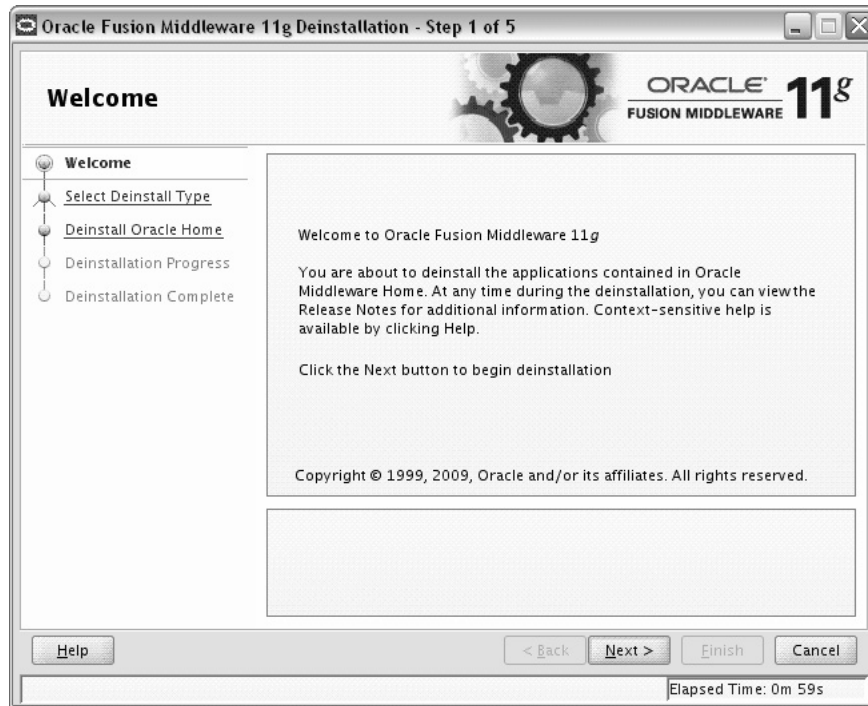 Oracle Fusion Middleware 11g Deinstallation - Step 1 of 5
Welcome
ORACLE
FUSION MIDDLEWARE
11g
Welcome
Select Deinstall Type
Deinstall Oracle Home
Deinstallation Progress
Deinstallation Complete
Welcome to Oracle Fusion Middleware 11g
You are about to deinstall the applications contained in Oracle
Middleware Home. At any time during the deinstallation, you can view the
Release Notes for additional information. Context-sensitive help is
available by clicking Help.
Click the Next button to begin deinstallation
Copyright © 1999, 2009, Oracle and/or its affiliates. All rights reserved.
Help
< Back
Next >
Finish
Cancel
Elapsed Time: 0m 59s